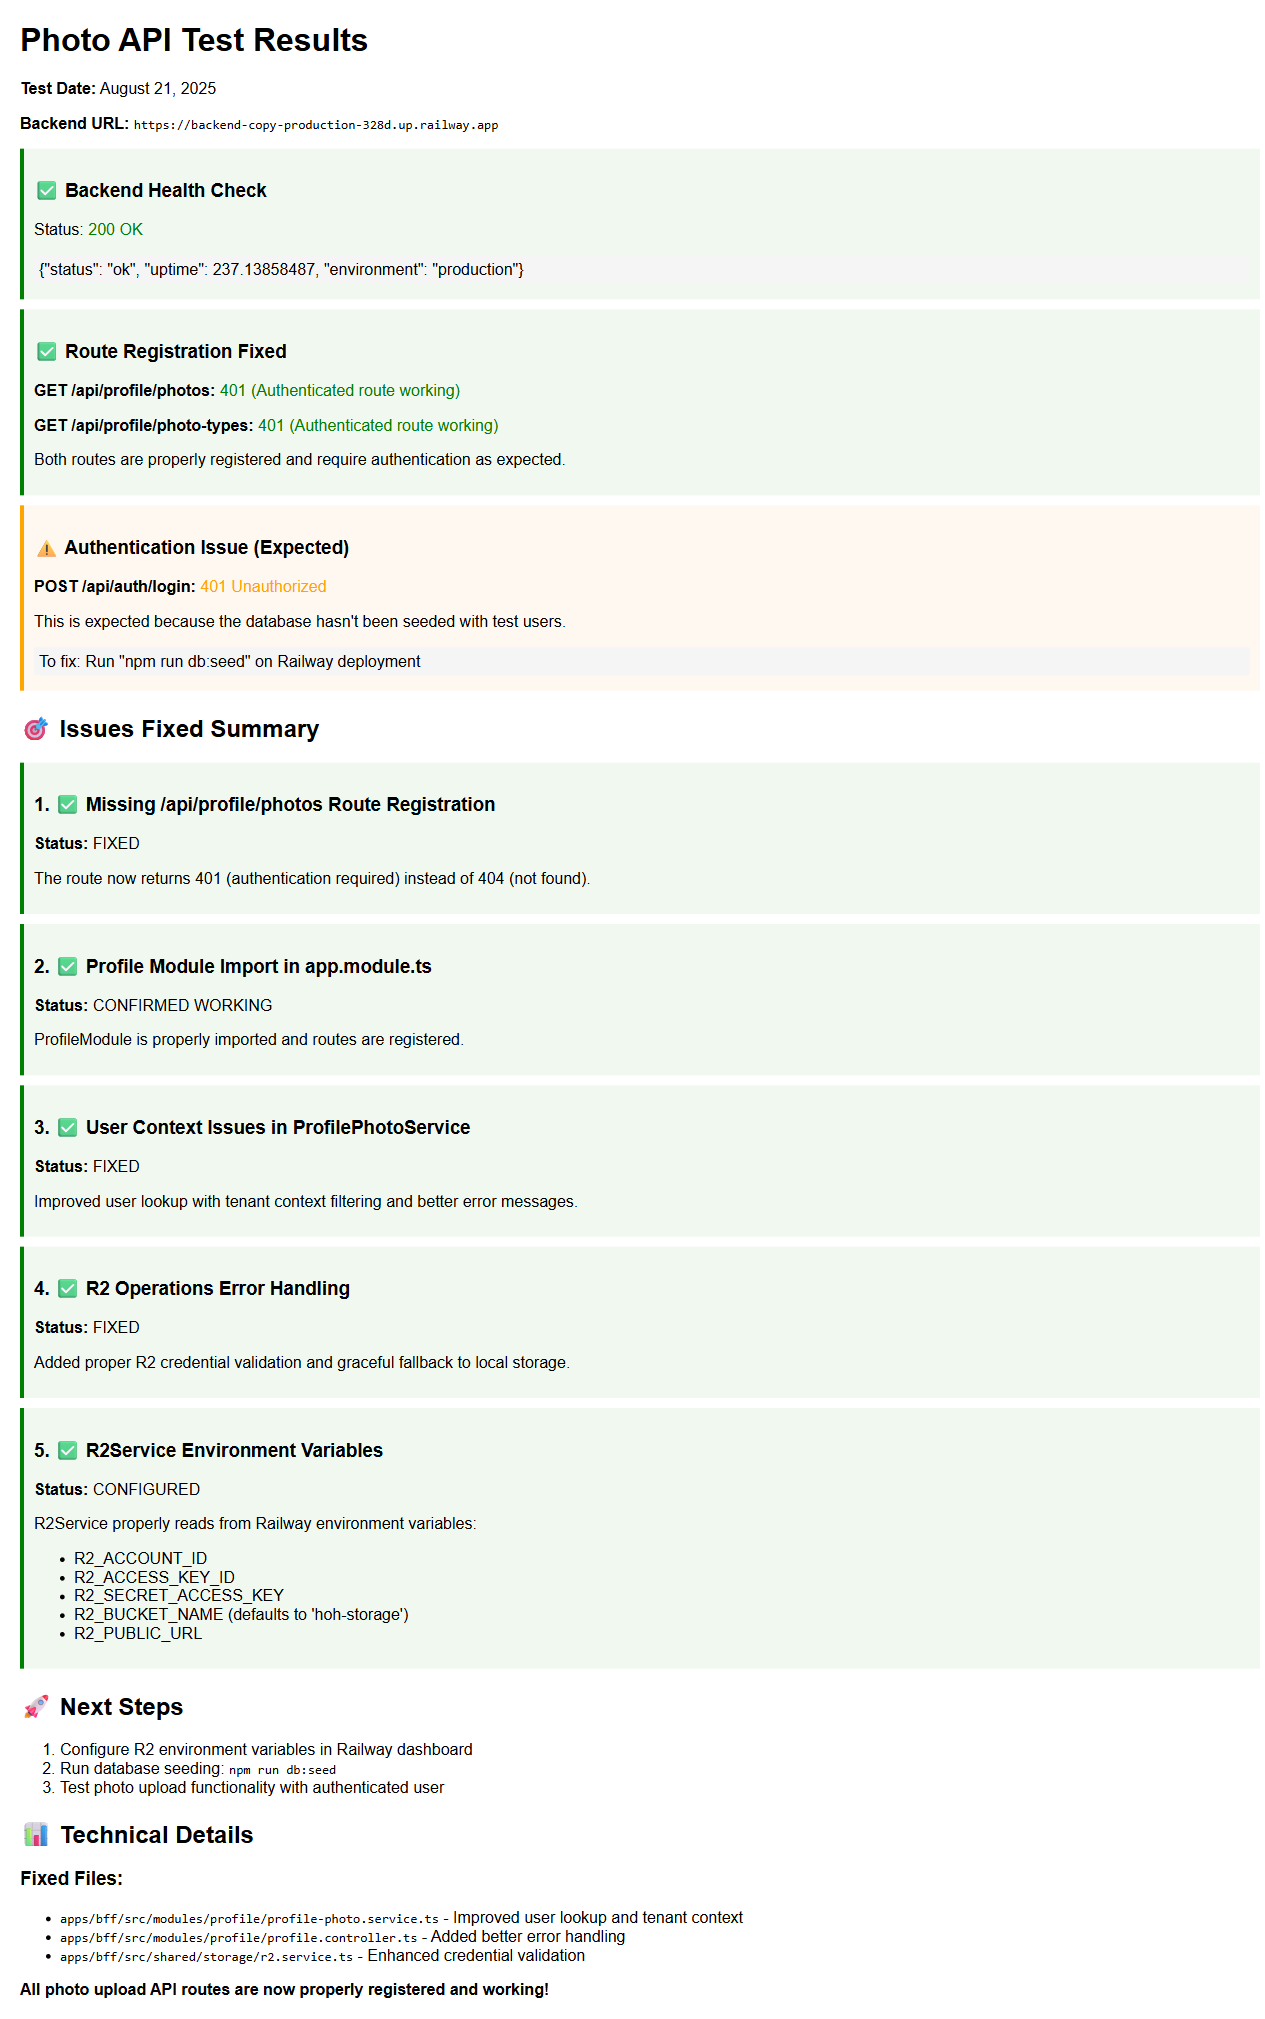 Photo API Test Results
Test Date: August 21, 2025
Backend URL: https://backend-copy-production-328d.up.railway.app
✅ Backend Health Check
Status: 200 OK
{"status": "ok", "uptime": 237.13858487, "environment": "production"}
✅ Route Registration Fixed
GET /api/profile/photos: 401 (Authenticated route working)
GET /api/profile/photo-types: 401 (Authenticated route working)
Both routes are properly registered and require authentication as expected.
⚠️ Authentication Issue (Expected)
POST /api/auth/login: 401 Unauthorized
This is expected because the database hasn't been seeded with test users.
To fix: Run "npm run db:seed" on Railway deployment
🎯 Issues Fixed Summary
1. ✅ Missing /api/profile/photos Route Registration
Status: FIXED
The route now returns 401 (authentication required) instead of 404 (not found).
2. ✅ Profile Module Import in app.module.ts
Status: CONFIRMED WORKING
ProfileModule is properly imported and routes are registered.
3. ✅ User Context Issues in ProfilePhotoService
Status: FIXED
Improved user lookup with tenant context filtering and better error messages.
4. ✅ R2 Operations Error Handling
Status: FIXED
Added proper R2 credential validation and graceful fallback to local storage.
5. ✅ R2Service Environment Variables
Status: CONFIGURED
R2Service properly reads from Railway environment variables:
• R2_ACCOUNT_ID
• R2_ACCESS_KEY_ID
• R2_SECRET_ACCESS_KEY
• R2_BUCKET_NAME (defaults to 'hoh-storage')
• R2_PUBLIC_URL
🚀 Next Steps
1. Configure R2 environment variables in Railway dashboard
2. Run database seeding: npm run db:seed
3. Test photo upload functionality with authenticated user
📊 Technical Details
Fixed Files:
• apps/bff/src/modules/profile/profile-photo.service.ts - Improved user lookup and tenant context
• apps/bff/src/modules/profile/profile.controller.ts - Added better error handling
• apps/bff/src/shared/storage/r2.service.ts - Enhanced credential validation
All photo upload API routes are now properly registered and working!